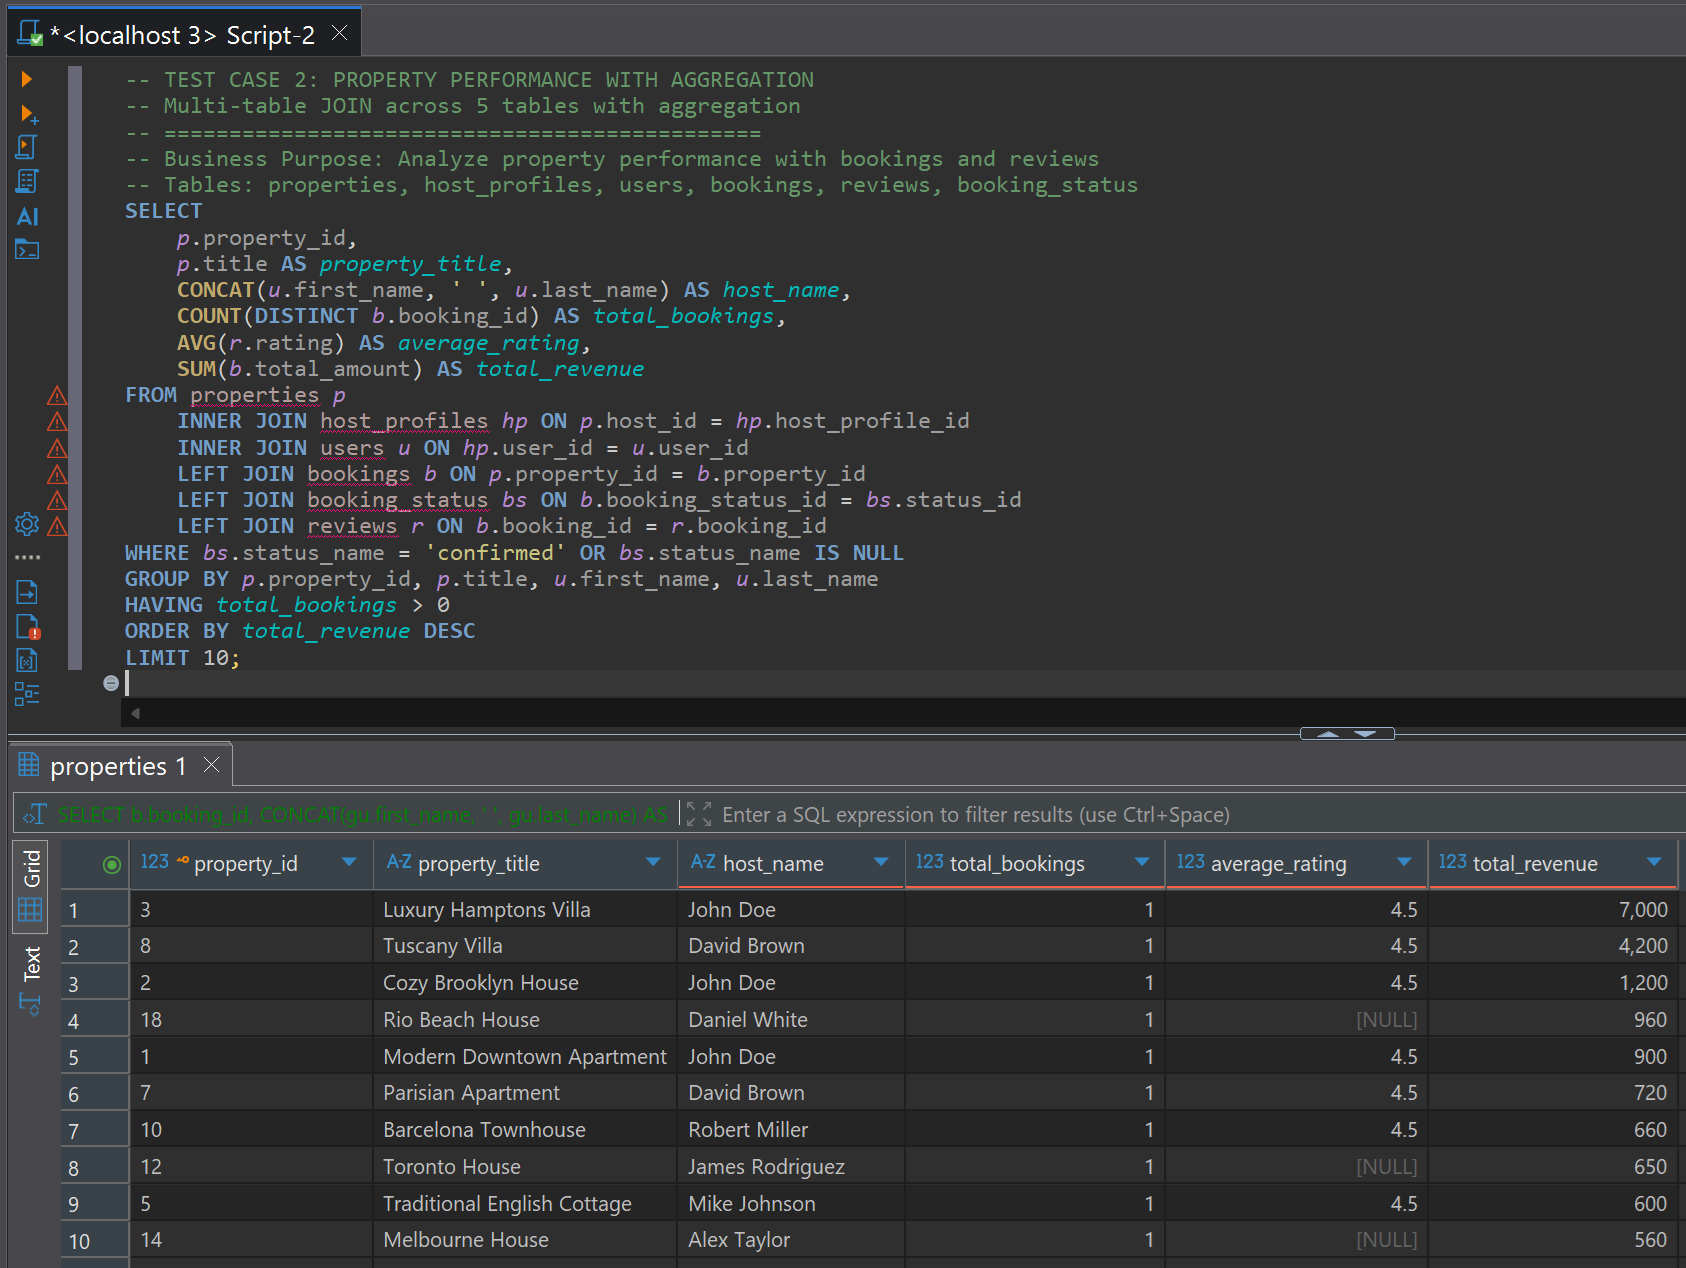 *<localhost 3> Script-2
-- TEST CASE 2: PROPERTY PERFORMANCE WITH AGGREGATION
-- Multi-table JOIN across 5 tables with aggregation
-- ==============================================
-- Business Purpose: Analyze property performance with bookings and reviews
-- Tables: properties, host_profiles, users, bookings, reviews, booking_status
SELECT
p.property_id,
p.title AS property_title,
CONCAT(u.first_name, ' ', u.last_name) AS host_name,
COUNT(DISTINCT b.booking_id) AS total_bookings,
AVG(r.rating) AS average_rating,
SUM(b.total_amount) AS total_revenue
FROM properties p
INNER JOIN host_profiles hp ON p.host_id = hp.host_profile_id
INNER JOIN users u ON hp.user_id = u.user_id
LEFT JOIN bookings b ON p.property_id = b.property_id
LEFT JOIN booking_status bs ON b.booking_status_id = bs.status_id
LEFT JOIN reviews r ON b.booking_id = r.booking_id
WHERE bs.status_name = 'confirmed' OR bs.status_name IS NULL
GROUP BY p.property_id, p.title, u.first_name, u.last_name
HAVING total_bookings > 0
ORDER BY total_revenue DESC
LIMIT 10;
AI
properties 1
SELECT b.booking_id, CONCAT(gu.first_name, ' ', gu.last_name) AS Enter a SQL expression to filter results (use Ctrl+Space)
Grid
Text
123 property_id A-Z property_title A-Z host_name 123 total_bookings 123 average_rating 123 total_revenue
1 3 Luxury Hamptons Villa John Doe 1 4.5 7,000
2 8 Tuscany Villa David Brown 1 4.5 4,200
3 2 Cozy Brooklyn House John Doe 1 4.5 1,200
4 18 Rio Beach House Daniel White 1 [NULL] 960
5 1 Modern Downtown Apartment John Doe 1 4.5 900
6 7 Parisian Apartment David Brown 1 4.5 720
7 10 Barcelona Townhouse Robert Miller 1 4.5 660
8 12 Toronto House James Rodriguez 1 [NULL] 650
9 5 Traditional English Cottage Mike Johnson 1 4.5 600
10 14 Melbourne House Alex Taylor 1 [NULL] 560